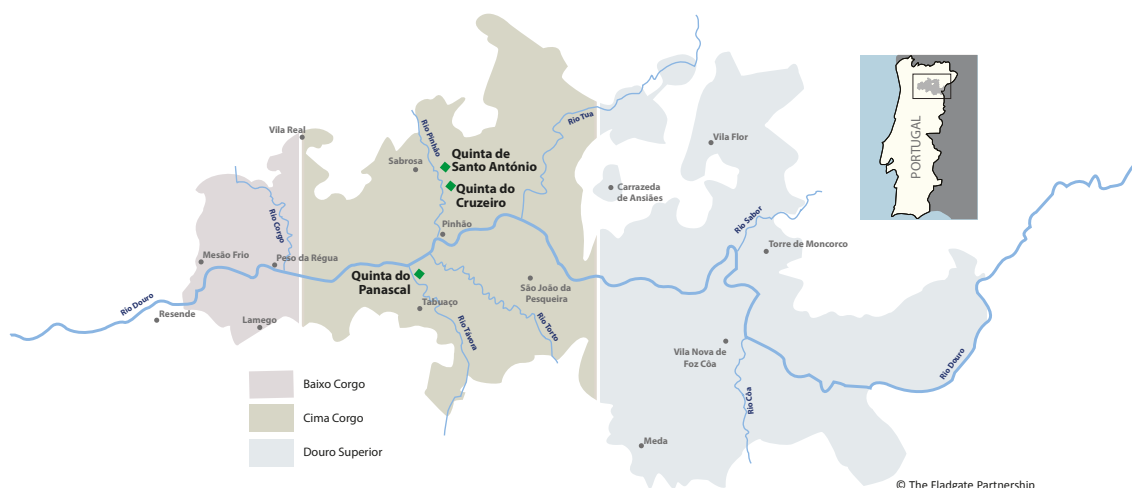 Vila Real
Rio Pinhão
Rio Tua
Vila Flor
Sabrosa
Quinta de
Santo António
Quinta do
Cruzeiro
Carrazeda
de Ansiães
PORTUGAL
Rio Corgo
Pinhão
Rio Sabor
Torre de Moncorco
Mesão Frio
Peso da Régua
Quinta do
Panascal
São João da
Pesqueira
Rio Douro
Resende
Lamego
Tabuaço
Rio Távora
Rio Torto
Vila Nova de
Foz Côa
Rio Douro
Rio Côa
Baixo Corgo
Cima Corgo
Douro Superior
Meda
© The Fladgate Partnership